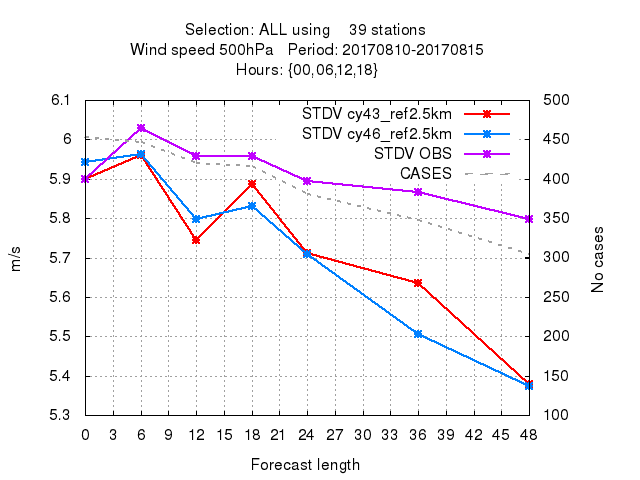 Selection: ALL using    39 stations
Wind speed 500hPa   Period: 20170810-20170815
Hours: {00,06,12,18}
6.1
6
5.9
5.8
5.7
5.6
5.5
5.4
5.3
500
450
400
350
300
250
200
150
100
STDV cy43_ref2.5km
STDV cy46_ref2.5km
STDV OBS
CASES
m/s
No cases
0 3 6 9 12 15 18 21 24 27 30 33 36 39 42 45 48
Forecast length